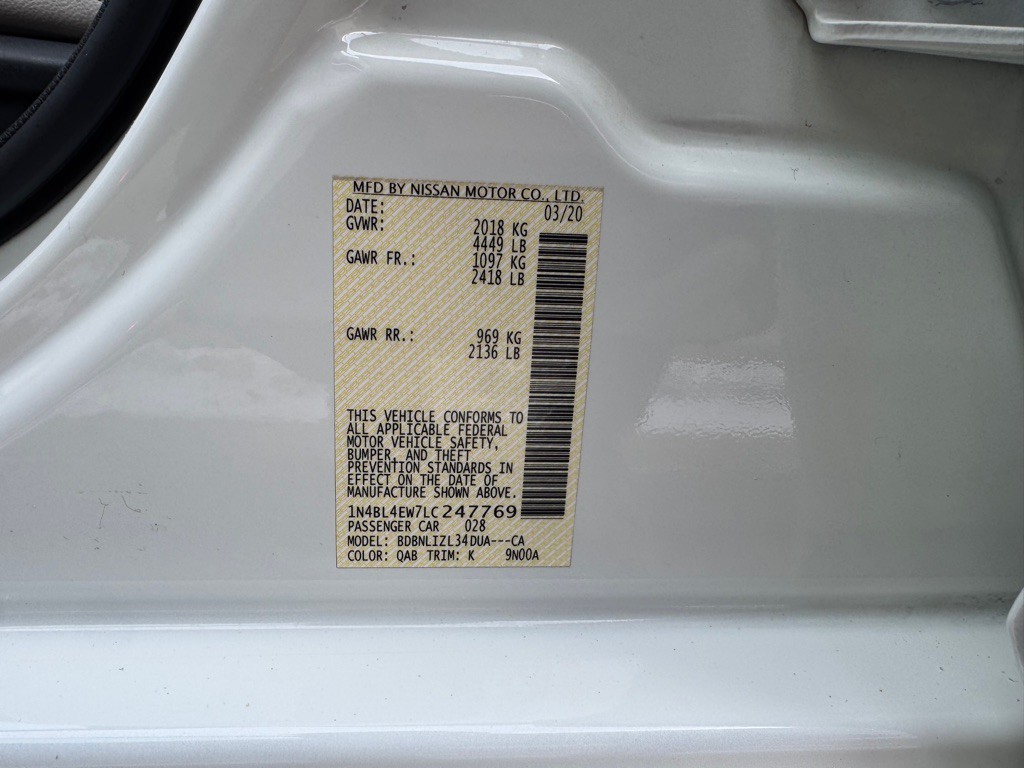 MFD BY NISSAN MOTOR CO., LTD.
DATE: 03/20
GVWR: 2018 KG
4449 LB
GAWR FR.: 1097 KG
2418 LB
GAWR RR.: 969 KG
2136 LB
THIS VEHICLE CONFORMS TO
ALL APPLICABLE FEDERAL
MOTOR VEHICLE SAFETY,
BUMPER, AND THEFT
PREVENTION STANDARDS IN
EFFECT ON THE DATE OF
MANUFACTURE SHOWN ABOVE.
1N4BL4EW7LC247769
PASSENGER CAR 028
MODEL: BDBNLIZL34DUA---CA
COLOR: QAB TRIM: K 9N00A